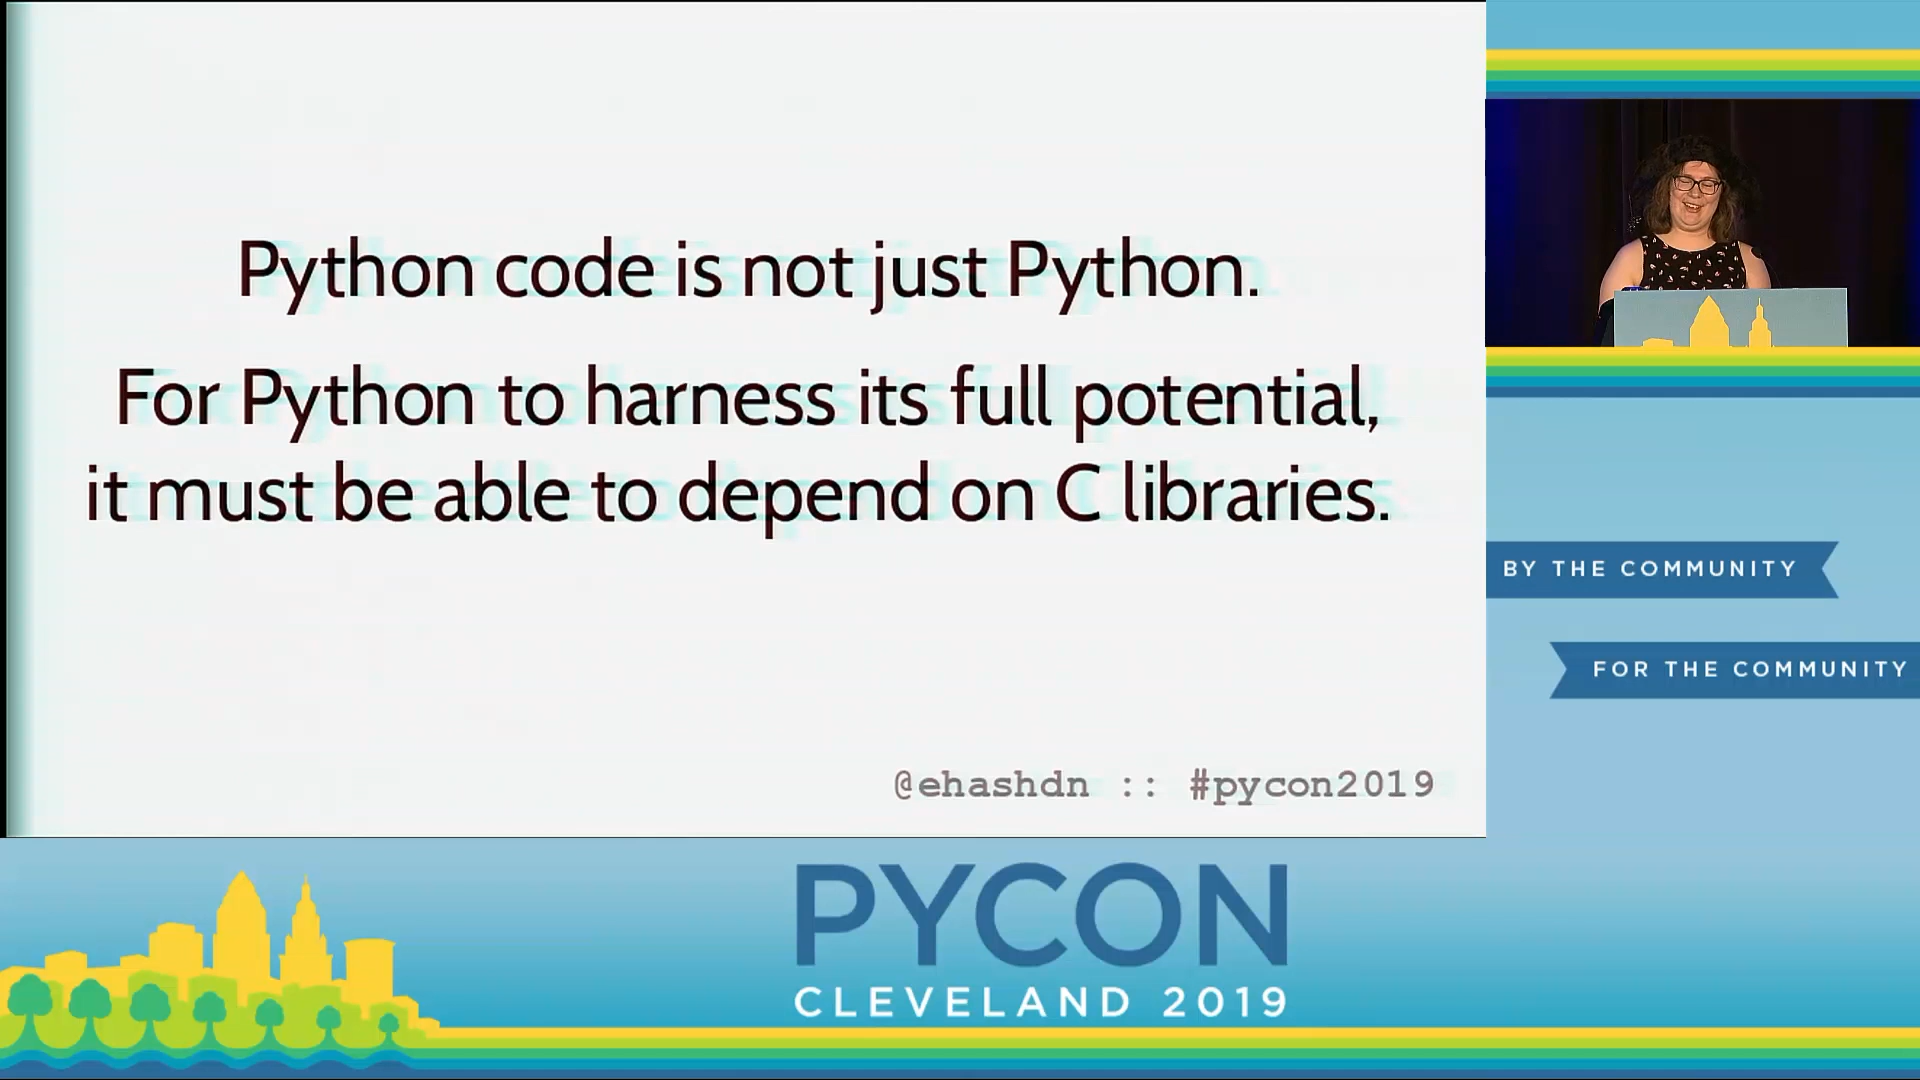 Python code is not just Python.
For Python to harness its full potential,
it must be able to depend on C libraries.
@ehashdn :: #pycon2019
BY THE COMMUNITY
FOR THE COMMUNITY
PYCON
CLEVELAND 2019